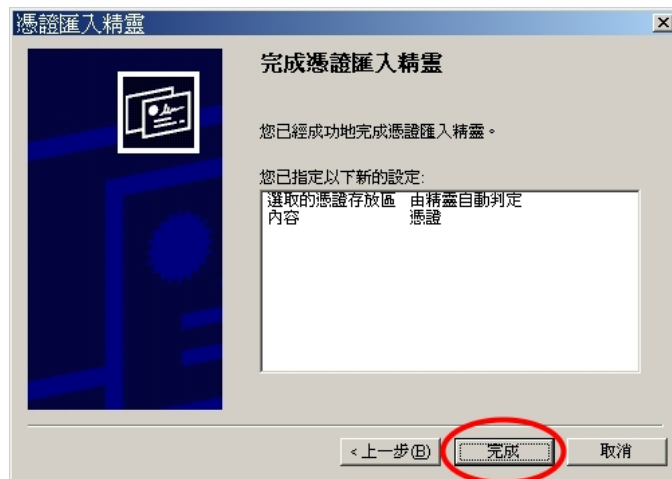 憑證匯入精靈
完成憑證匯入精靈
您已經成功地完成憑證匯入精靈。
您已指定以下新的設定:
選取的憑證存放區 由精靈自動判定
內容 憑證
<上一步(B) 完成 取消